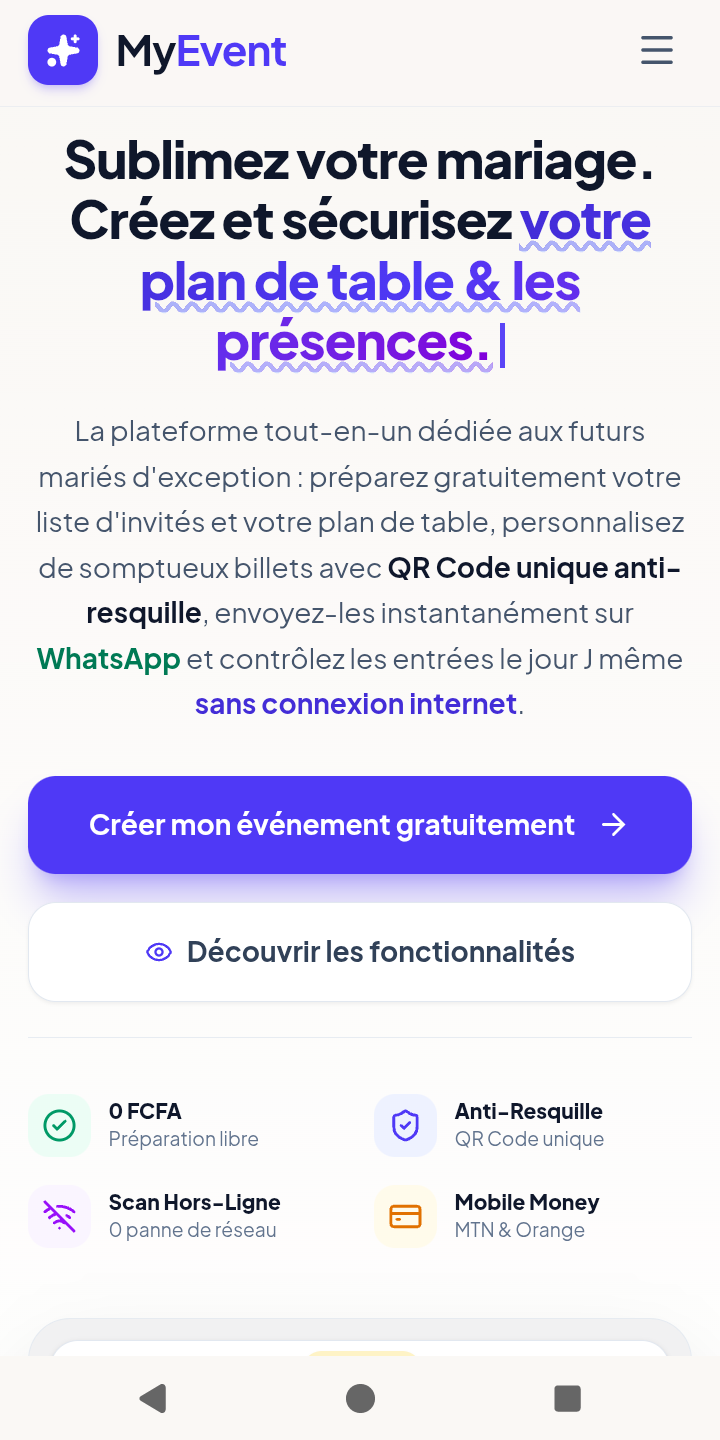 MyEvent
Sublimez votre mariage.
Créez et sécurisez votre
plan de table & les
présences.
La plateforme tout-en-un dédiée aux futurs
mariés d'exception : préparez gratuitement votre
liste d'invités et votre plan de table, personnalisez
de somptueux billets avec QR Code unique anti-
resquille, envoyez-les instantanément sur
WhatsApp et contrôlez les entrées le jour J même
sans connexion internet.
Créer mon événement gratuitement
Découvrir les fonctionnalités
0 FCFA
Préparation libre
Anti-Resquille
QR Code unique
Scan Hors-Ligne
0 panne de réseau
Mobile Money
MTN & Orange